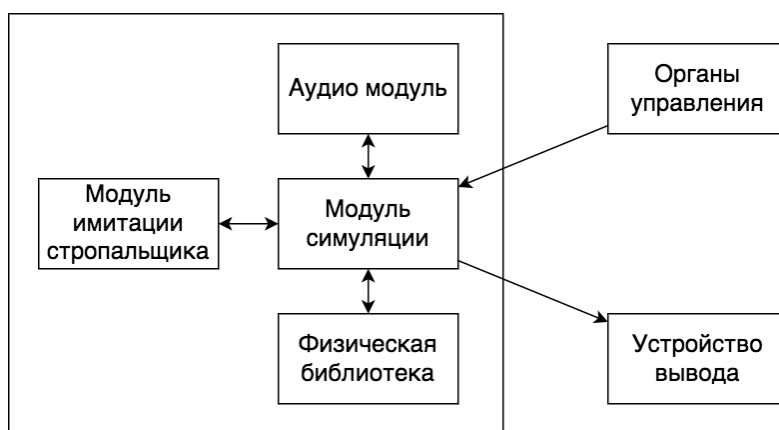 Аудио модуль
Органы
управления
Модуль
имитации
стропальщика
Модуль
симуляции
Физическая
библиотека
Устройство
вывода